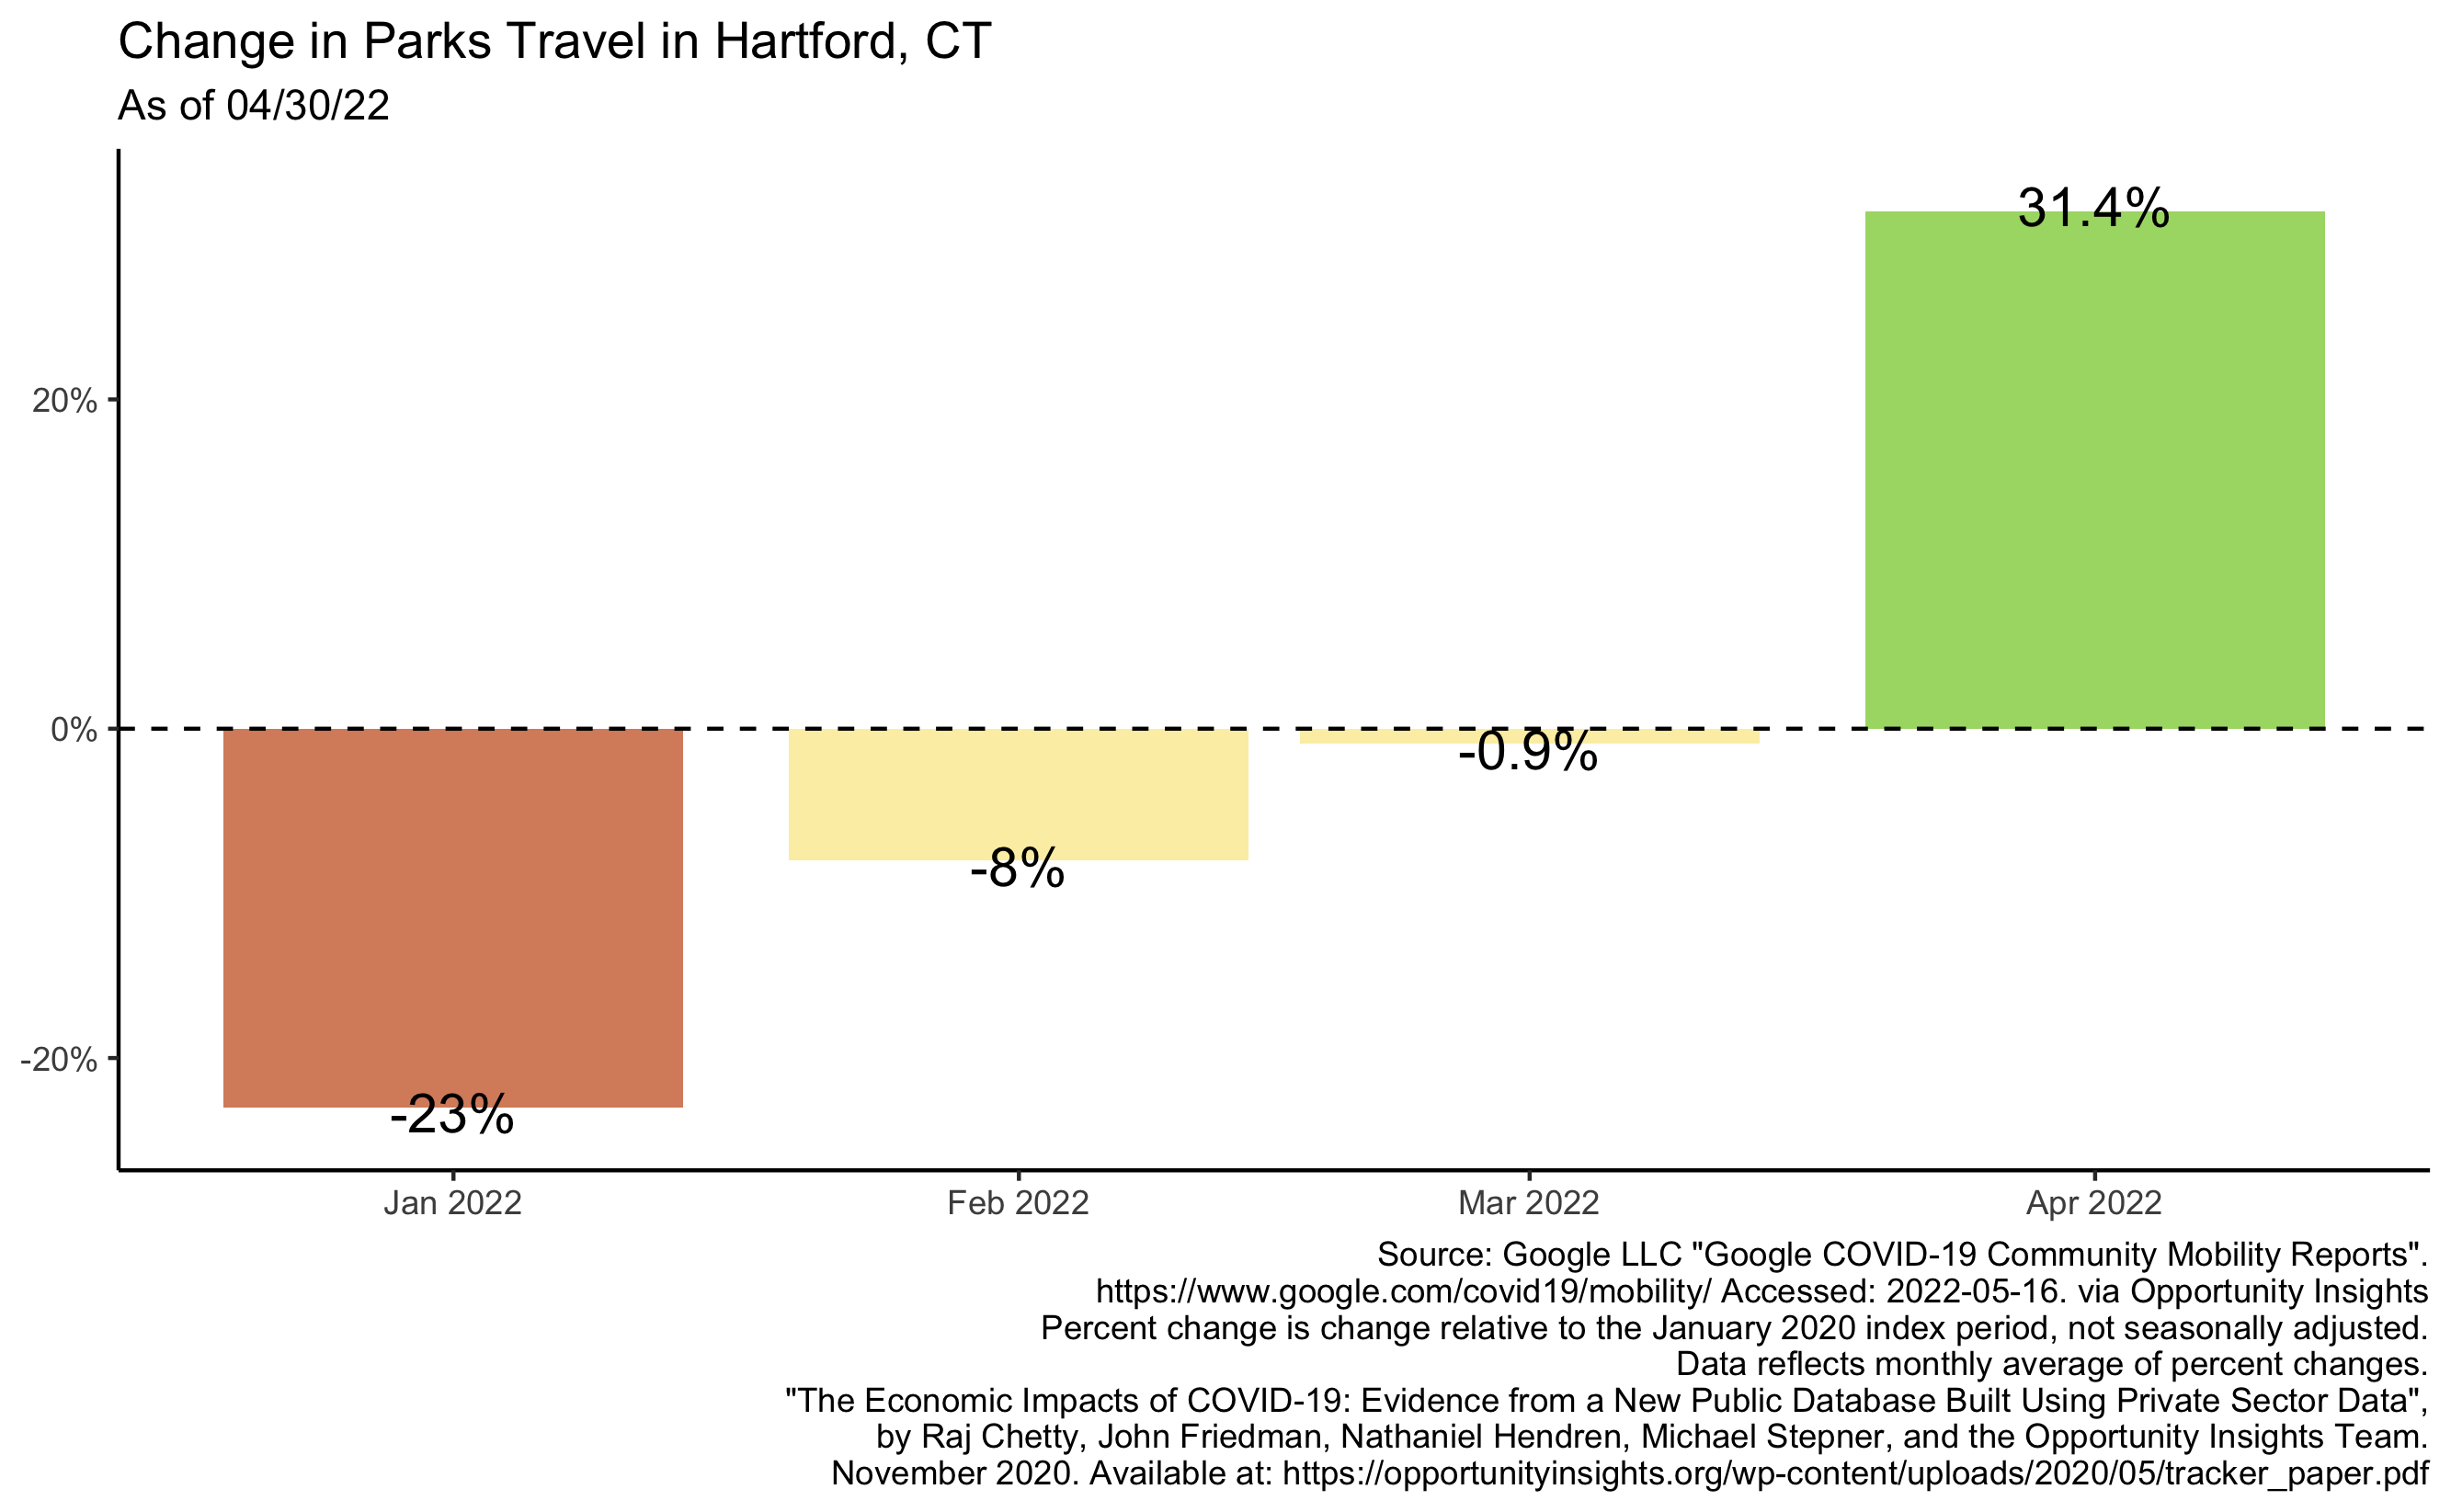 Change in Parks Travel in Hartford, CT
As of 04/30/22
31.4%
20%
0%
-0.9%
-8%
-20%
-23%
Jan 2022 Feb 2022 Mar 2022 Apr 2022
Source: Google LLC "Google COVID-19 Community Mobility Reports".
https://www.google.com/covid19/mobility/ Accessed: 2022-05-16. via Opportunity Insights
Percent change is change relative to the January 2020 index period, not seasonally adjusted.
Data reflects monthly average of percent changes.
"The Economic Impacts of COVID-19: Evidence from a New Public Database Built Using Private Sector Data",
by Raj Chetty, John Friedman, Nathaniel Hendren, Michael Stepner, and the Opportunity Insights Team.
November 2020. Available at: https://opportunityinsights.org/wp-content/uploads/2020/05/tracker_paper.pdf